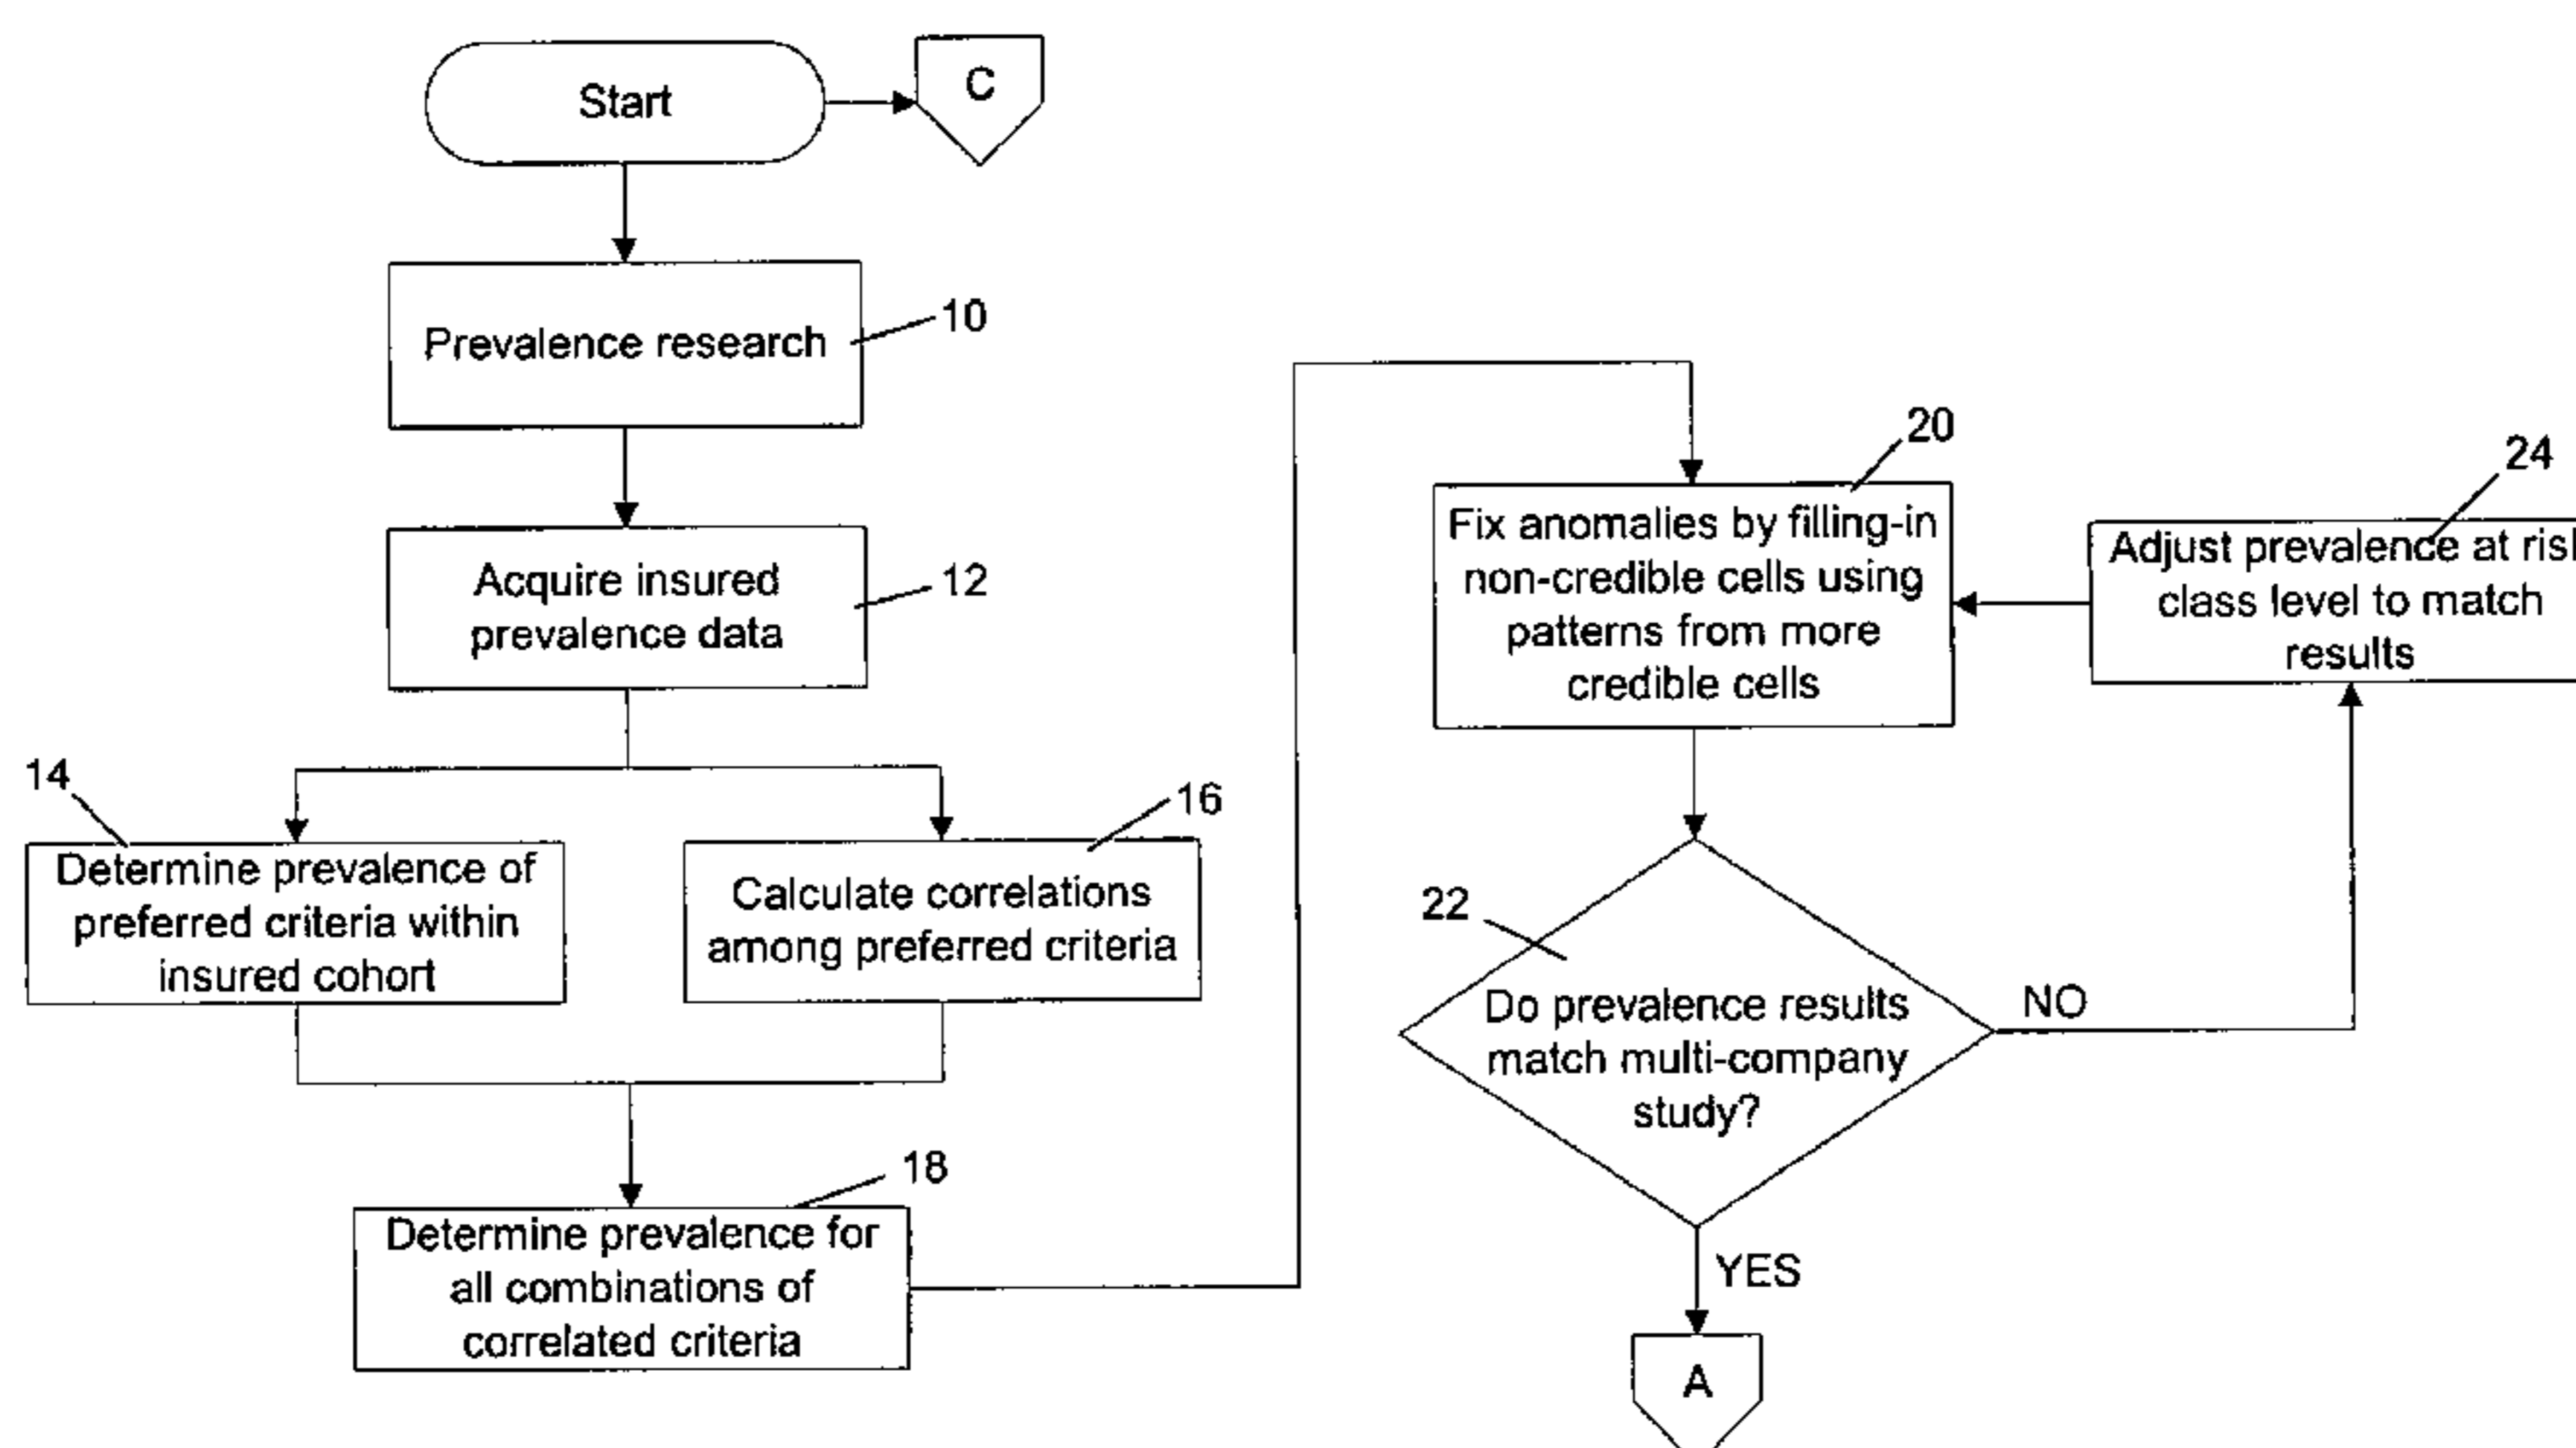 Start
C
Prevalence research
10
Acquire insured
prevalence data
12
14
Determine prevalence of
preferred criteria within
insured cohort
16
Calculate correlations
among preferred criteria
18
Determine prevalence for
all combinations of
correlated criteria
20
Fix anomalies by filling-in
non-credible cells using
patterns from more
credible cells
24
Adjust prevalence at
class level to match
results
22
Do prevalence results
match multi-company
study?
NO
YES
A